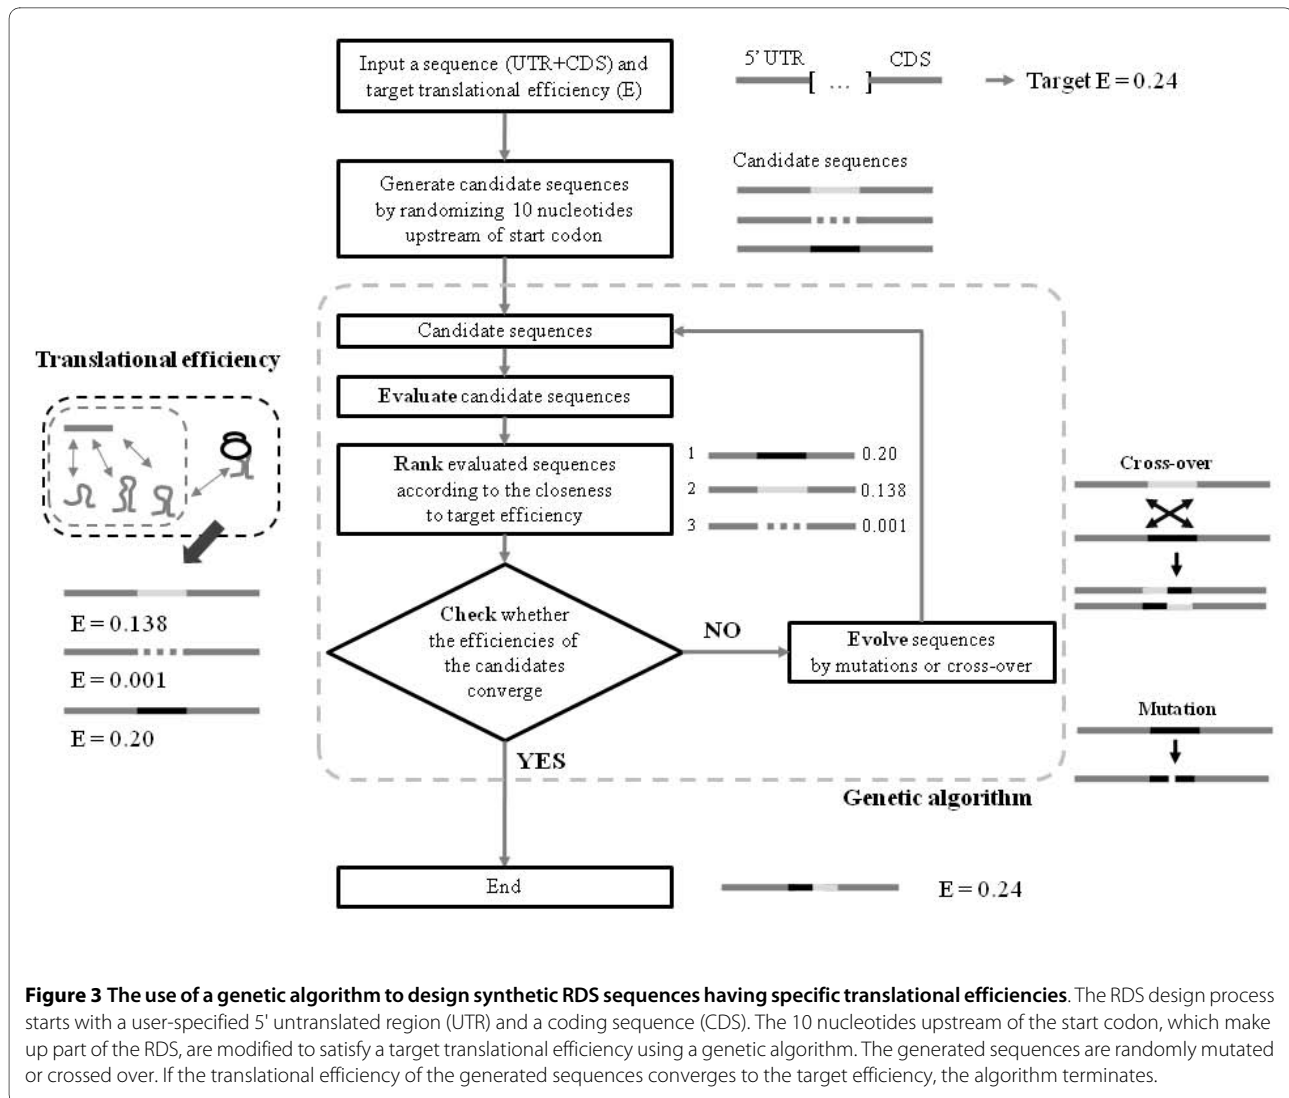 Input a sequence (UTR+CDS) and
target translational efficiency (E)
5' UTR
CDS
[ ... ]
Target E = 0.24
Generate candidate sequences
by randomizing 10 nucleotides
upstream of start codon
Candidate sequences
Candidate sequences
Evaluate candidate sequences
Rank evaluated sequences
according to the closeness
to target efficiency
1
0.20
2
0.138
3
0.001
Translational efficiency
E = 0.138
E = 0.001
E = 0.20
Check whether
the efficiencies of
the candidates
converge
NO
YES
Evolve sequences
by mutations or cross-over
Genetic algorithm
Cross-over
Mutation
End
E = 0.24
Figure 3 The use of a genetic algorithm to design synthetic RDS sequences having specific translational efficiencies. The RDS design process
starts with a user-specified 5' untranslated region (UTR) and a coding sequence (CDS). The 10 nucleotides upstream of the start codon, which make
up part of the RDS, are modified to satisfy a target translational efficiency using a genetic algorithm. The generated sequences are randomly mutated
or crossed over. If the translational efficiency of the generated sequences converges to the target efficiency, the algorithm terminates.